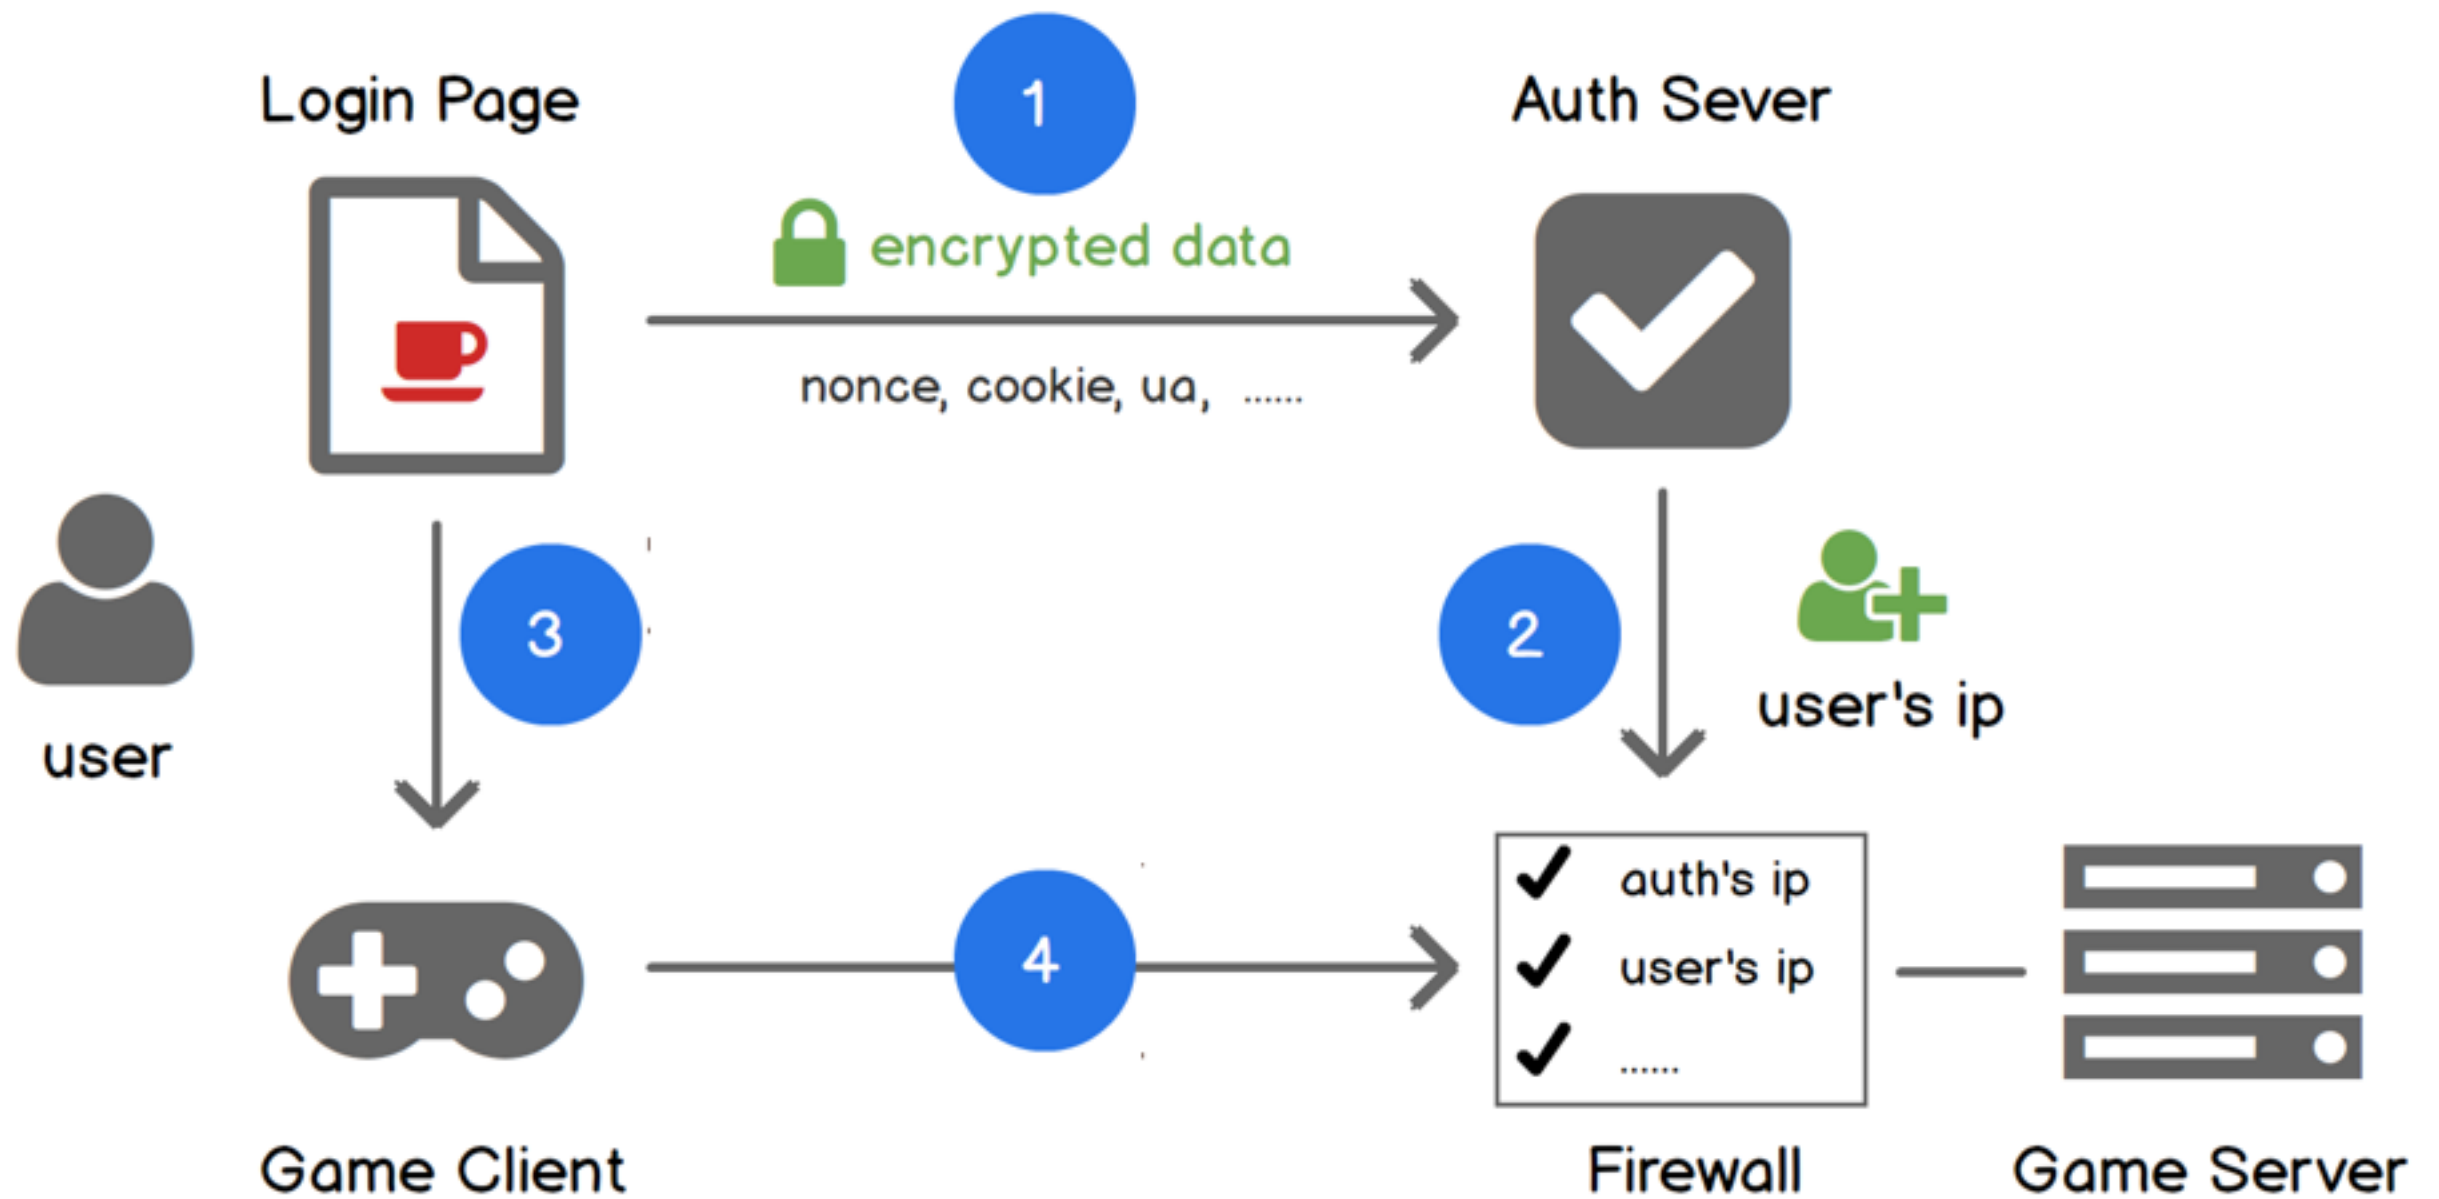 Login Page
1
Auth Sever
encrypted data
nonce, cookie, ua, ......
user
3
2
user's ip
4
auth's ip
user's ip
......
Game Client
Firewall
Game Server